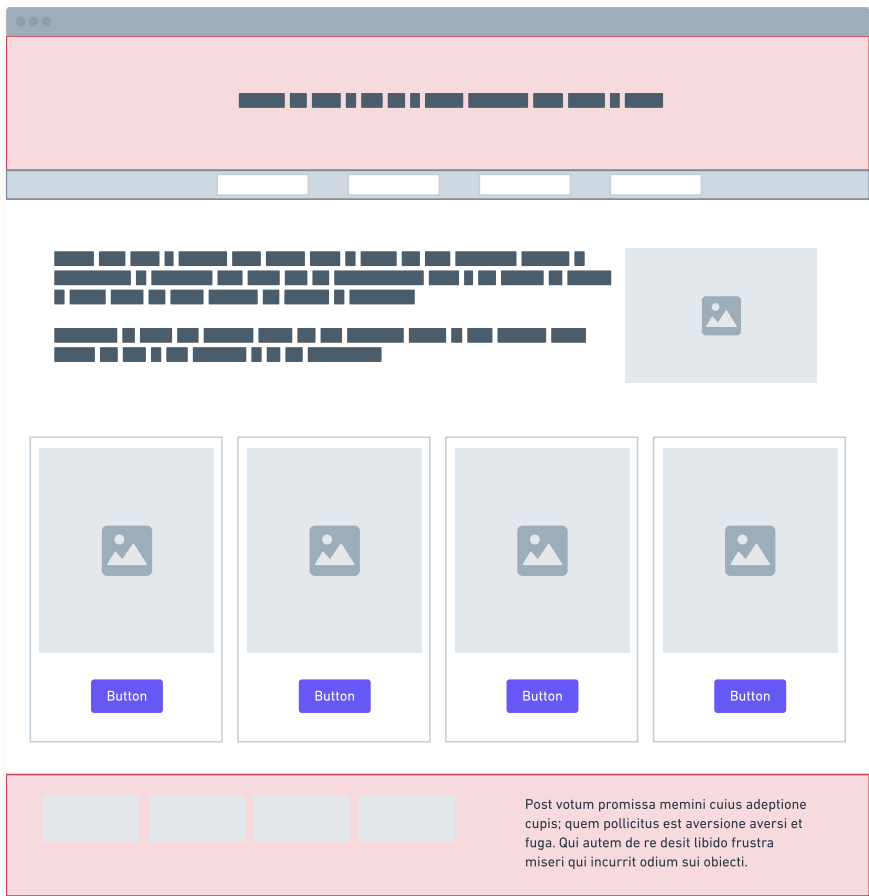 Button
Button
Button
Button
Post votum promissa memini cuius adeptione
cupis; quem pollicitus est aversione aversi et
fuga. Qui autem de re desit libido frustra
miseri qui incurrit odium sui obiecti.